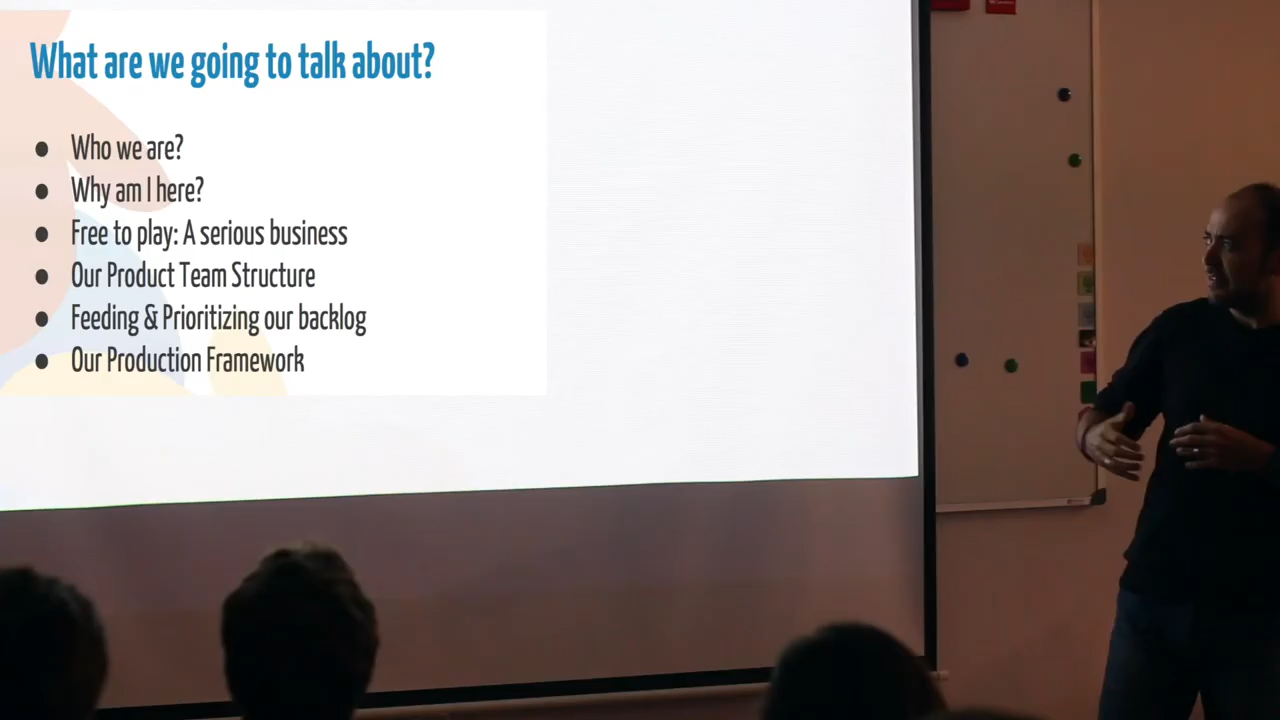 What are we going to talk about?
● Who we are?
● Why am I here?
● Free to play: A serious business
● Our Product Team Structure
● Feeding & Prioritizing our backlog
● Our Production Framework